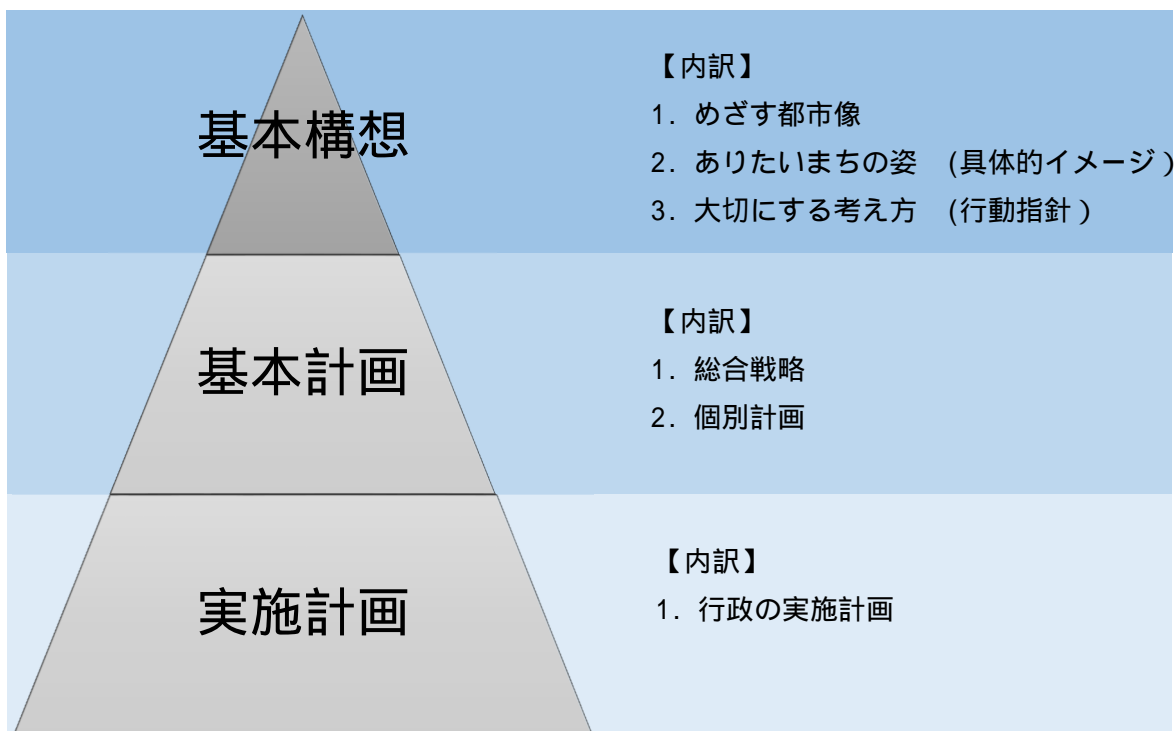 基本構想
【内訳】
1. めざす都市像
2. ありたいまちの姿 (具体的イメージ)
3. 大切にする考え方 (行動指針)
基本計画
【内訳】
1. 総合戦略
2. 個別計画
実施計画
【内訳】
1. 行政の実施計画